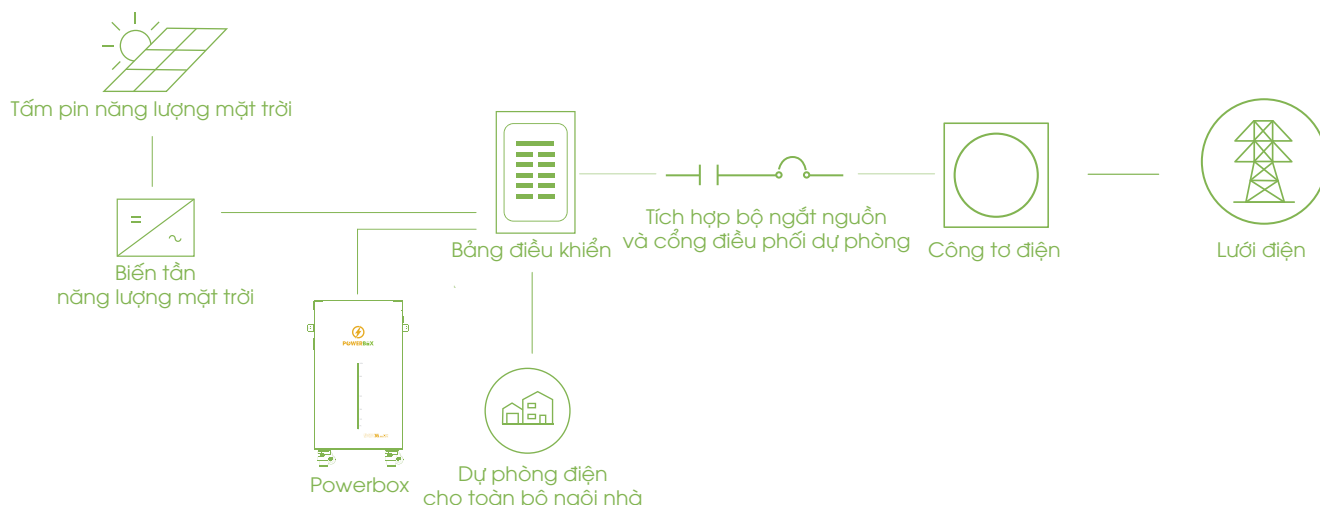 Tấm pin năng lượng mặt trời
Biến tần
năng lượng mặt trời
POWERBOX
Powerbox
Bảng điều khiển
Dự phòng điện
cho toàn bộ ngôi nhà
Tích hợp bộ ngắt nguồn
và cổng điều phối dự phòng
Công tơ điện
Lưới điện